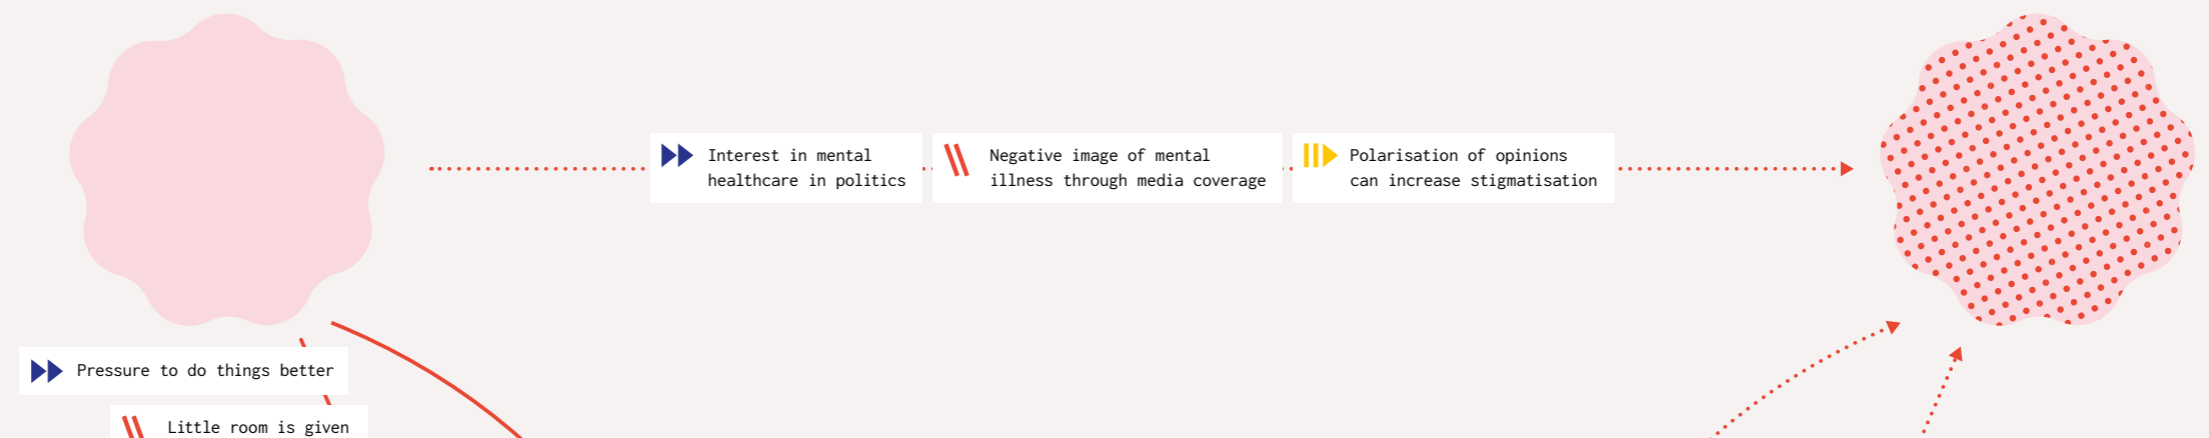 Interest in mental
healthcare in politics
Negative image of mental
illness through media coverage
Polarisation of opinions
can increase stigmatisation
Pressure to do things better
Little room is given